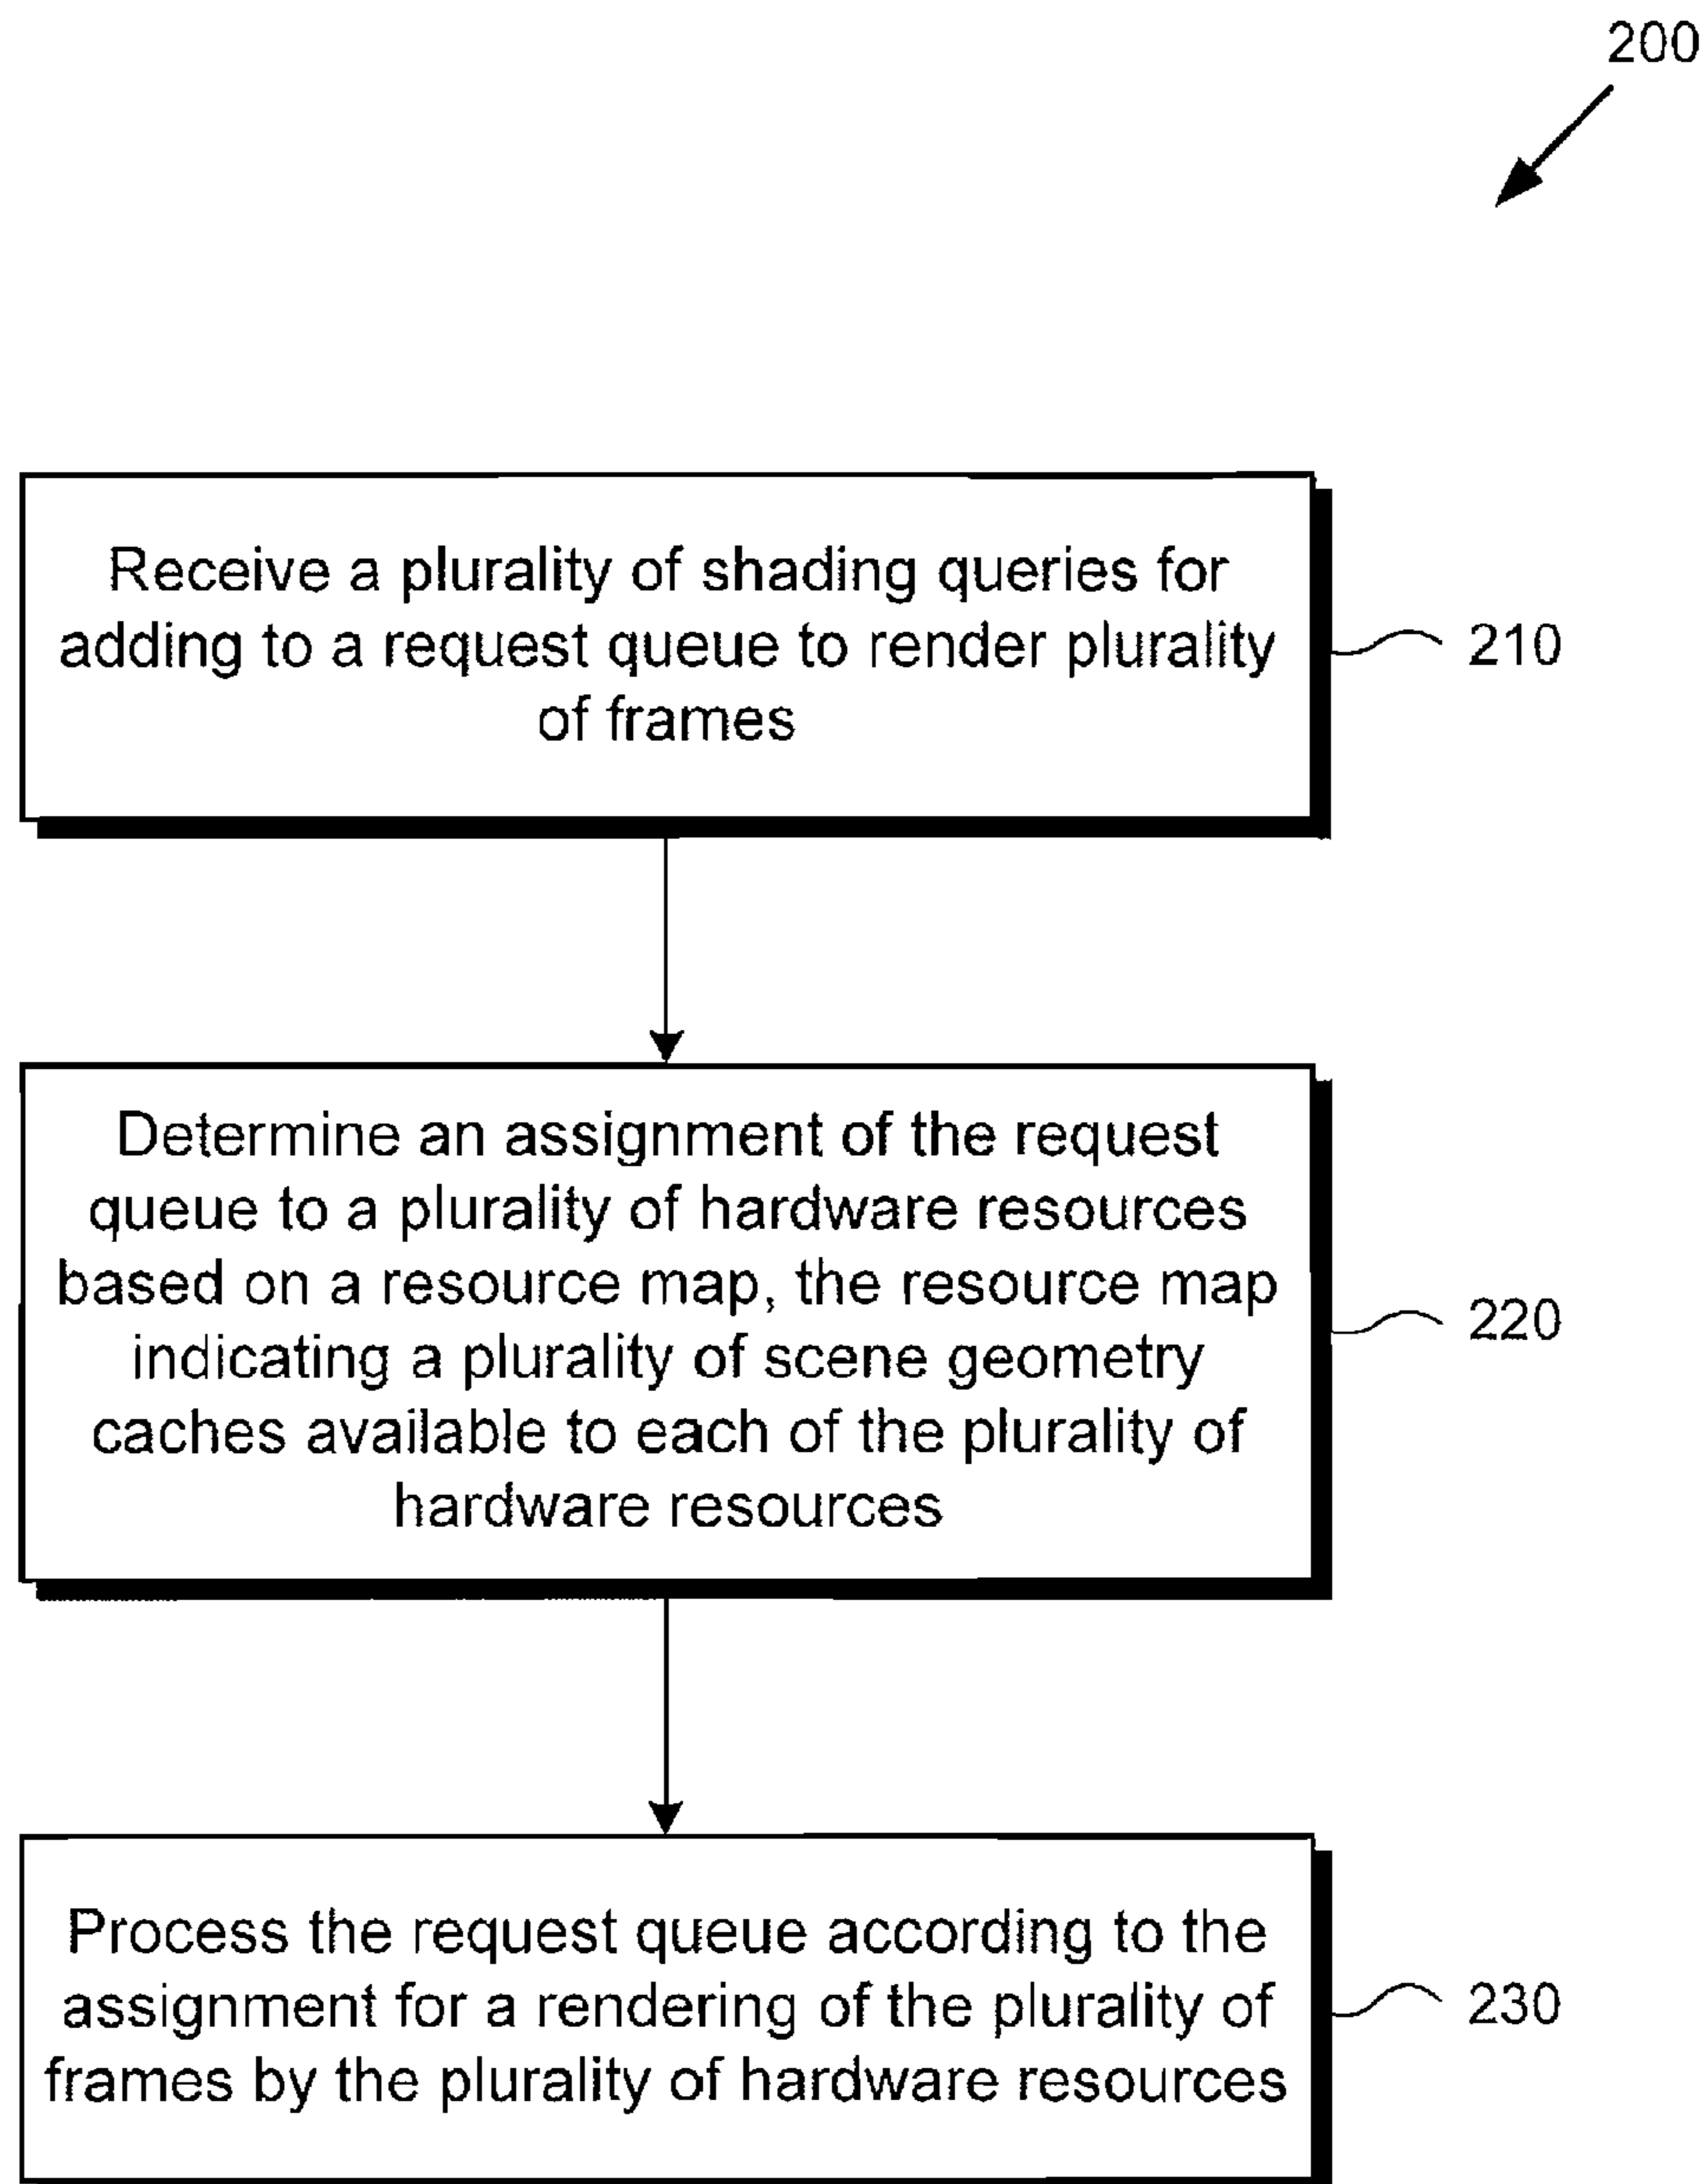 200
Receive a plurality of shading queries for
adding to a request queue to render plurality
of frames
210
Determine an assignment of the request
queue to a plurality of hardware resources
based on a resource map, the resource map
indicating a plurality of scene geometry
caches available to each of the plurality of
hardware resources
220
Process the request queue according to the
assignment for a rendering of the plurality of
frames by the plurality of hardware resources
230